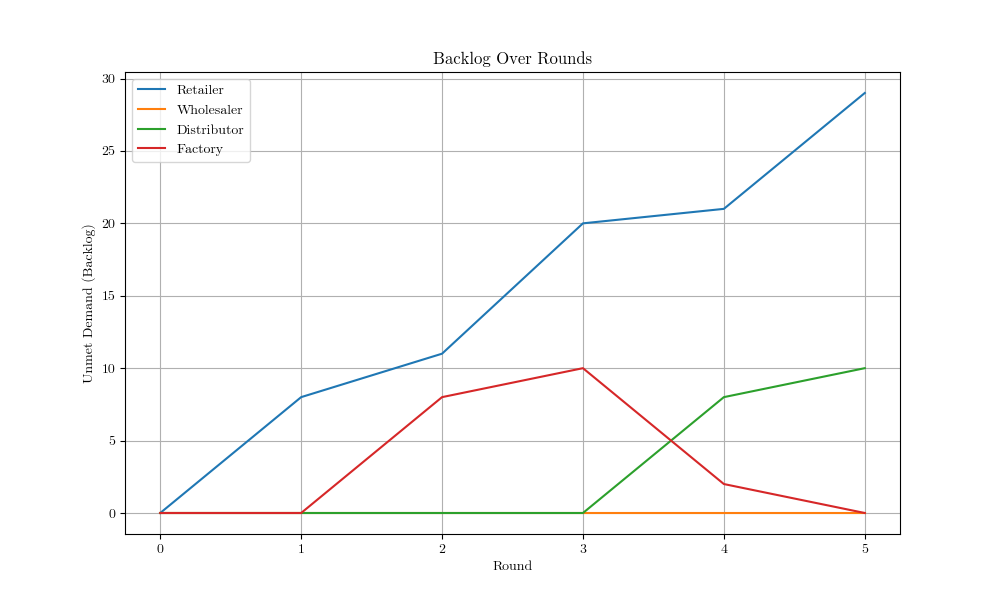 Backlog Over Rounds
Retailer
Wholesaler
Distributor
Factory
Unmet Demand (Backlog)
30
25
20
15
10
5
0
0 1 2 3 4 5
Round